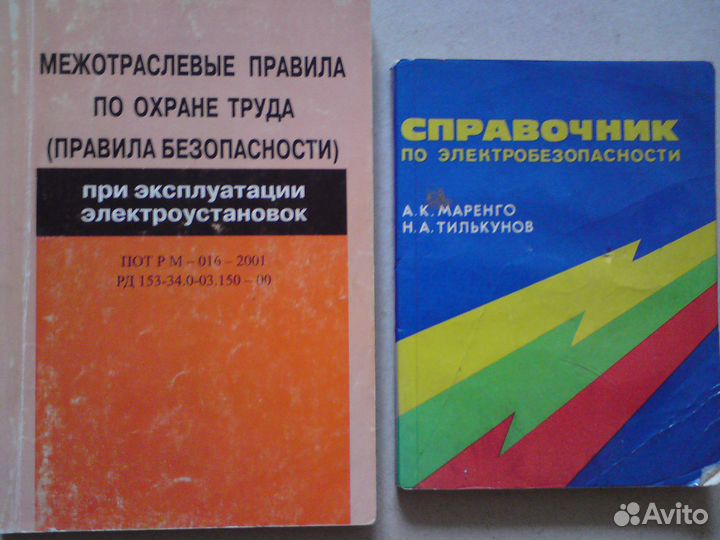 МЕЖОТРАСЛЕВЫЕ ПРАВИЛА
ПО ОХРАНЕ ТРУДА
(ПРАВИЛА БЕЗОПАСНОСТИ)
при эксплуатации
электроустановок
ПОТ Р М – 016 – 2001
РД 153-34.0-03.150 – 00
СПРАВОЧНИК
ПО ЭЛЕКТРОБЕЗОПАСНОСТИ
А.К. МАРЕНГО
Н.А. ТИЛЬКУНОВ
Avito